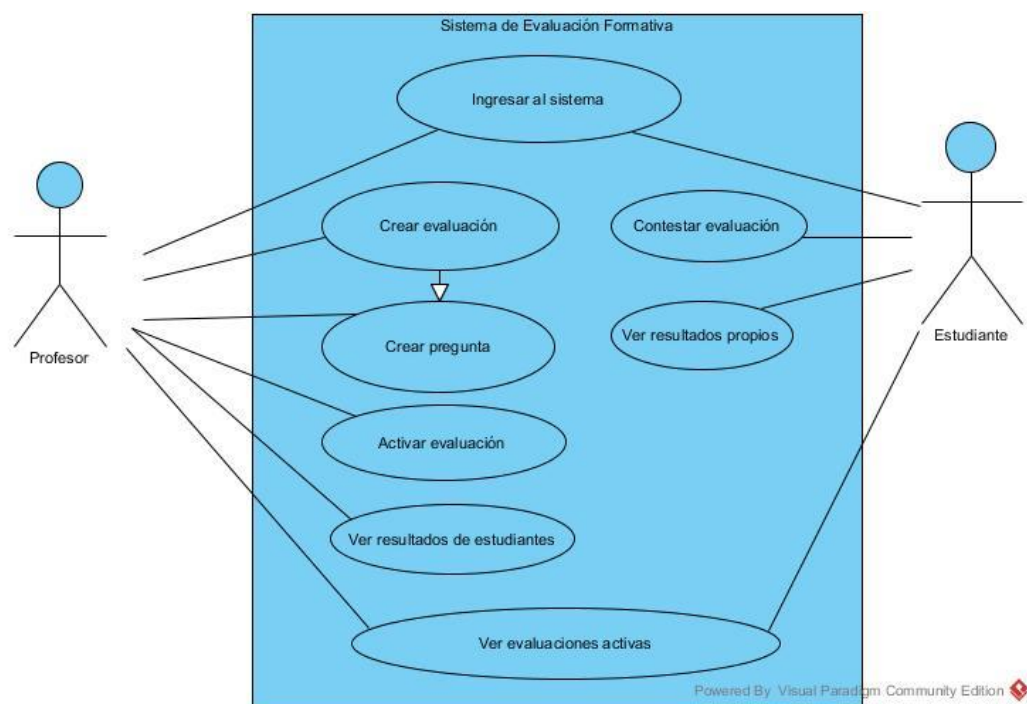 Sistema de Evaluación Formativa
Ingresar al sistema
Crear evaluación
Contestar evaluación
Crear pregunta
Ver resultados propios
Profesor
Estudiante
Activar evaluación
Ver resultados de estudiantes
Ver evaluaciones activas
Powered By Visual Paradigm Community Edition